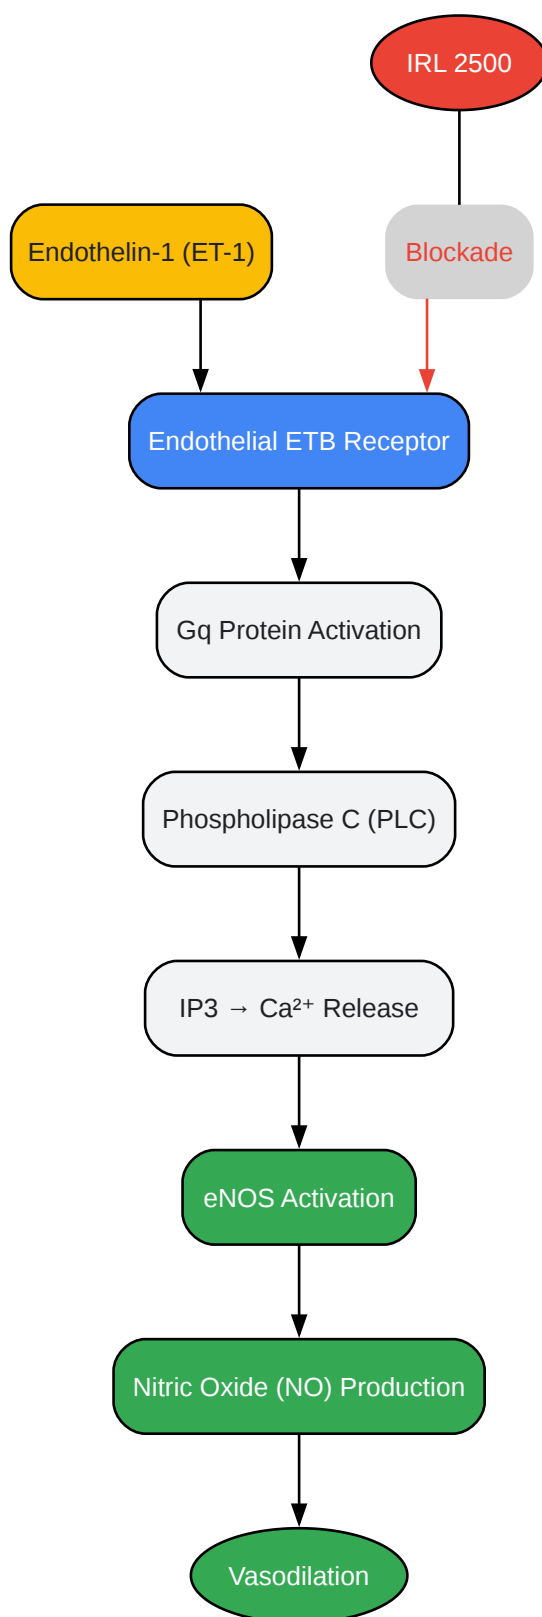 IRL 2500
Endothelin-1 (ET-1)
Blockade
Endothelial ETB Receptor
Gq Protein Activation
Phospholipase C (PLC)
IP3 → Ca²⁺ Release
eNOS Activation
Nitric Oxide (NO) Production
Vasodilation